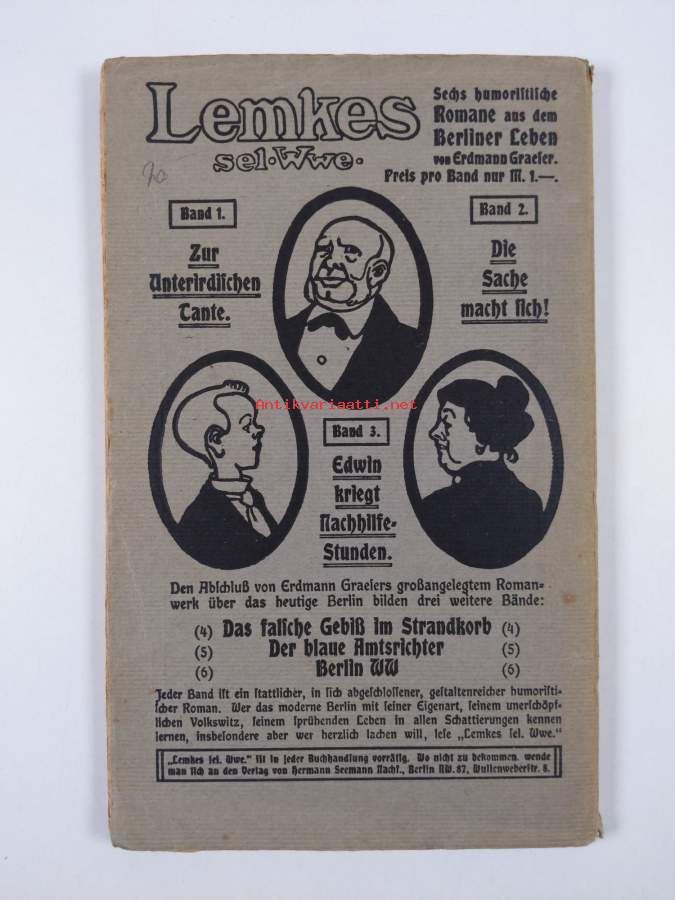 Lemkes
sel. Wwe.
Sechs humoristische
Romane aus dem
Berliner Leben
von Erdmann Graeser.
Preis pro Band nur M. 1.—.
Band 1.
Zur
Unterirdischen
Tante.
Band 2.
Die
Sache
macht sich!
Antikvariaatti.net
Band 3.
Edwin
kriegt
Nachhilfe-
Stunden.
Den Abschluß von Erdmann Graesers großangelegtem Roman-
werk über das heutige Berlin bilden drei weitere Bände:
(4) Das falsche Gebiß im Strandkorb (4)
(5) Der blaue Amtsrichter (5)
(6) Berlin WW (6)
Jeder Band ist ein stattlicher, in sich abgeschlossener, gestaltenreicher humoristi-
scher Roman. Wer das moderne Berlin mit seiner Eigenart, seinem unerschöpf-
lichen Volkswitz, seinem sprühenden Leben in allen Schattierungen kennen
lernen, insbesondere aber wer herzlich lachen will, lese „Lemkes sel. Wwe.“
„Lemkes sel. Wwe.“ ist in jeder Buchhandlung vorrätig. Wo nicht zu bekommen, wende
man sich an den Verlag von Hermann Seemann Nachf., Berlin NW. 87, Wullenweberstr. 8.